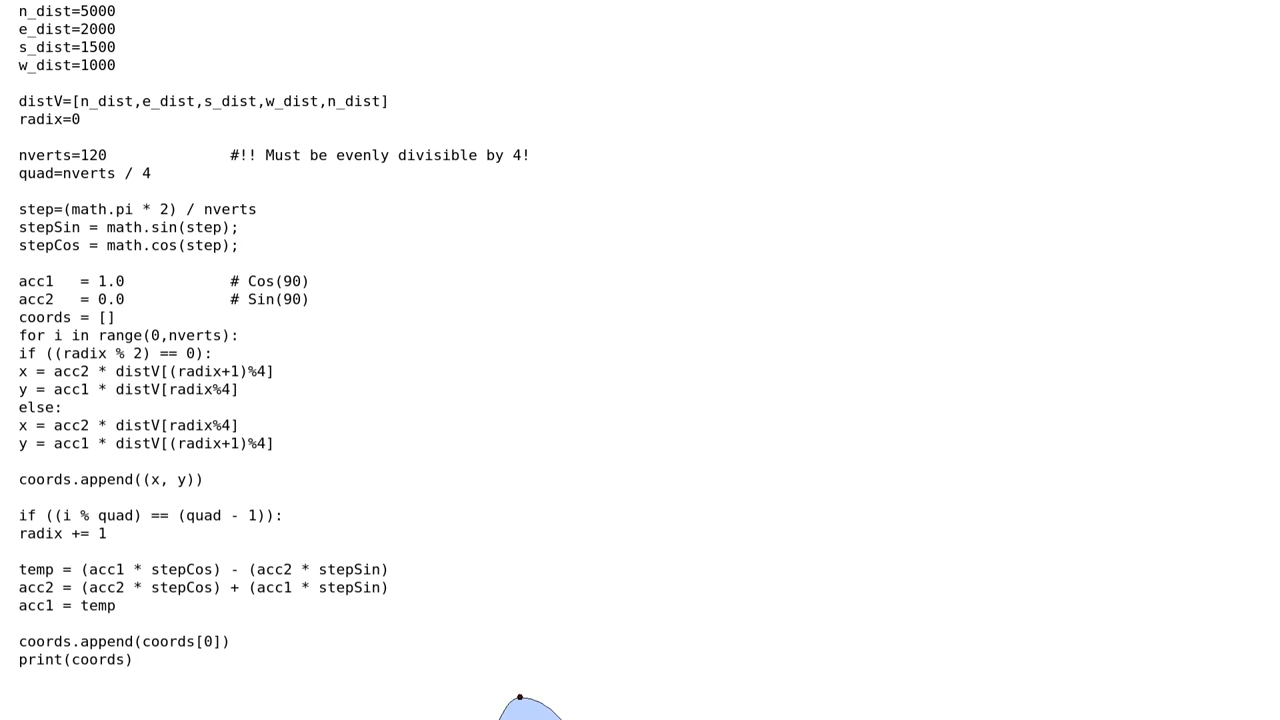 n_dist=5000
e_dist=2000
s_dist=1500
w_dist=1000
distV=[n_dist,e_dist,s_dist,w_dist,n_dist]
radix=0
nverts=120 #!! Must be evenly divisible by 4!
quad=nverts / 4
step=(math.pi * 2) / nverts
stepSin = math.sin(step);
stepCos = math.cos(step);
acc1 = 1.0 # Cos(90)
acc2 = 0.0 # Sin(90)
coords = []
for i in range(0,nverts):
if ((radix % 2) == 0):
x = acc2 * distV[(radix+1)%4]
y = acc1 * distV[radix%4]
else:
x = acc2 * distV[radix%4]
y = acc1 * distV[(radix+1)%4]
coords.append((x, y))
if ((i % quad) == (quad - 1)):
radix += 1
temp = (acc1 * stepCos) - (acc2 * stepSin)
acc2 = (acc2 * stepCos) + (acc1 * stepSin)
acc1 = temp
coords.append(coords[0])
print(coords)